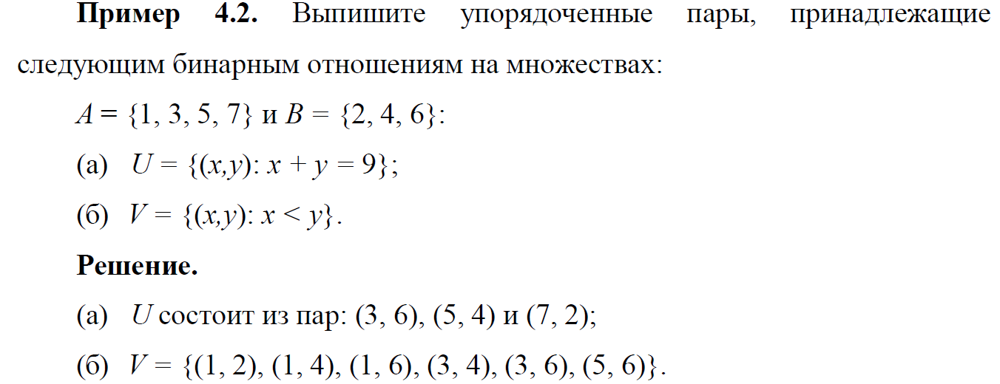 Пример 4.2. Выпишите упорядоченные пары, принадлежащие
следующим бинарным отношениям на множествах:
A = {1, 3, 5, 7} и B = {2, 4, 6}:
(а) U = {(x,y): x + y = 9};
(б) V = {(x,y): x < y}.
Решение.
(а) U состоит из пар: (3, 6), (5, 4) и (7, 2);
(б) V = {(1, 2), (1, 4), (1, 6), (3, 4), (3, 6), (5, 6)}.